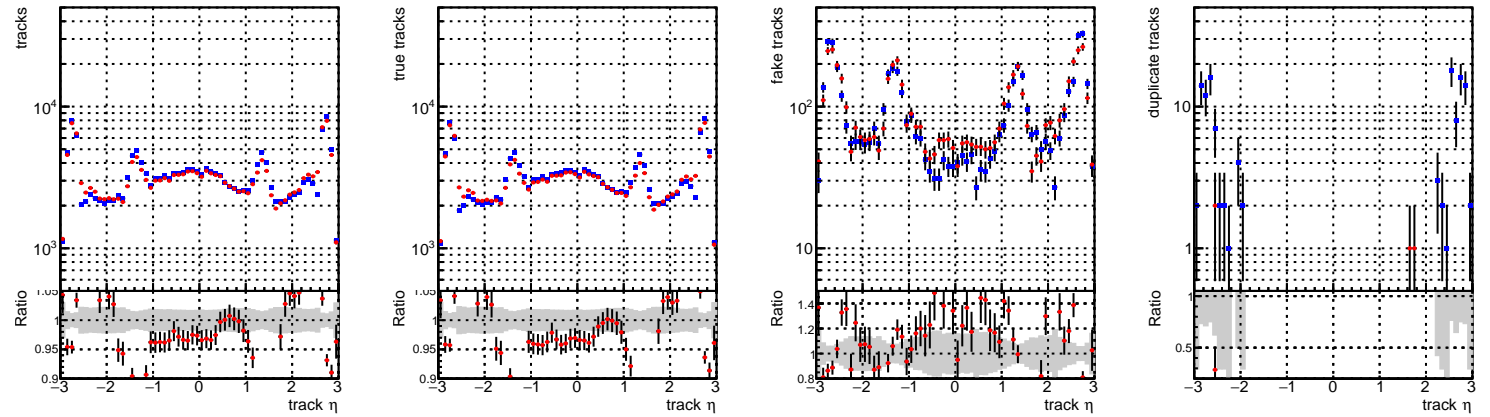 tracks
10^4
10^3
Ratio
1.05
1
0.95
0.9
−3 −2 −1 0 1 2 3
track η
true tracks
10^4
10^3
Ratio
1.05
1
0.95
0.9
−3 −2 −1 0 1 2 3
track η
fake tracks
10^2
10
Ratio
1.4
1.2
1
0.8
−3 −2 −1 0 1 2 3
track η
duplicate tracks
10
1
Ratio
1
0.5
−3 −2 −1 0 1 2 3
track η